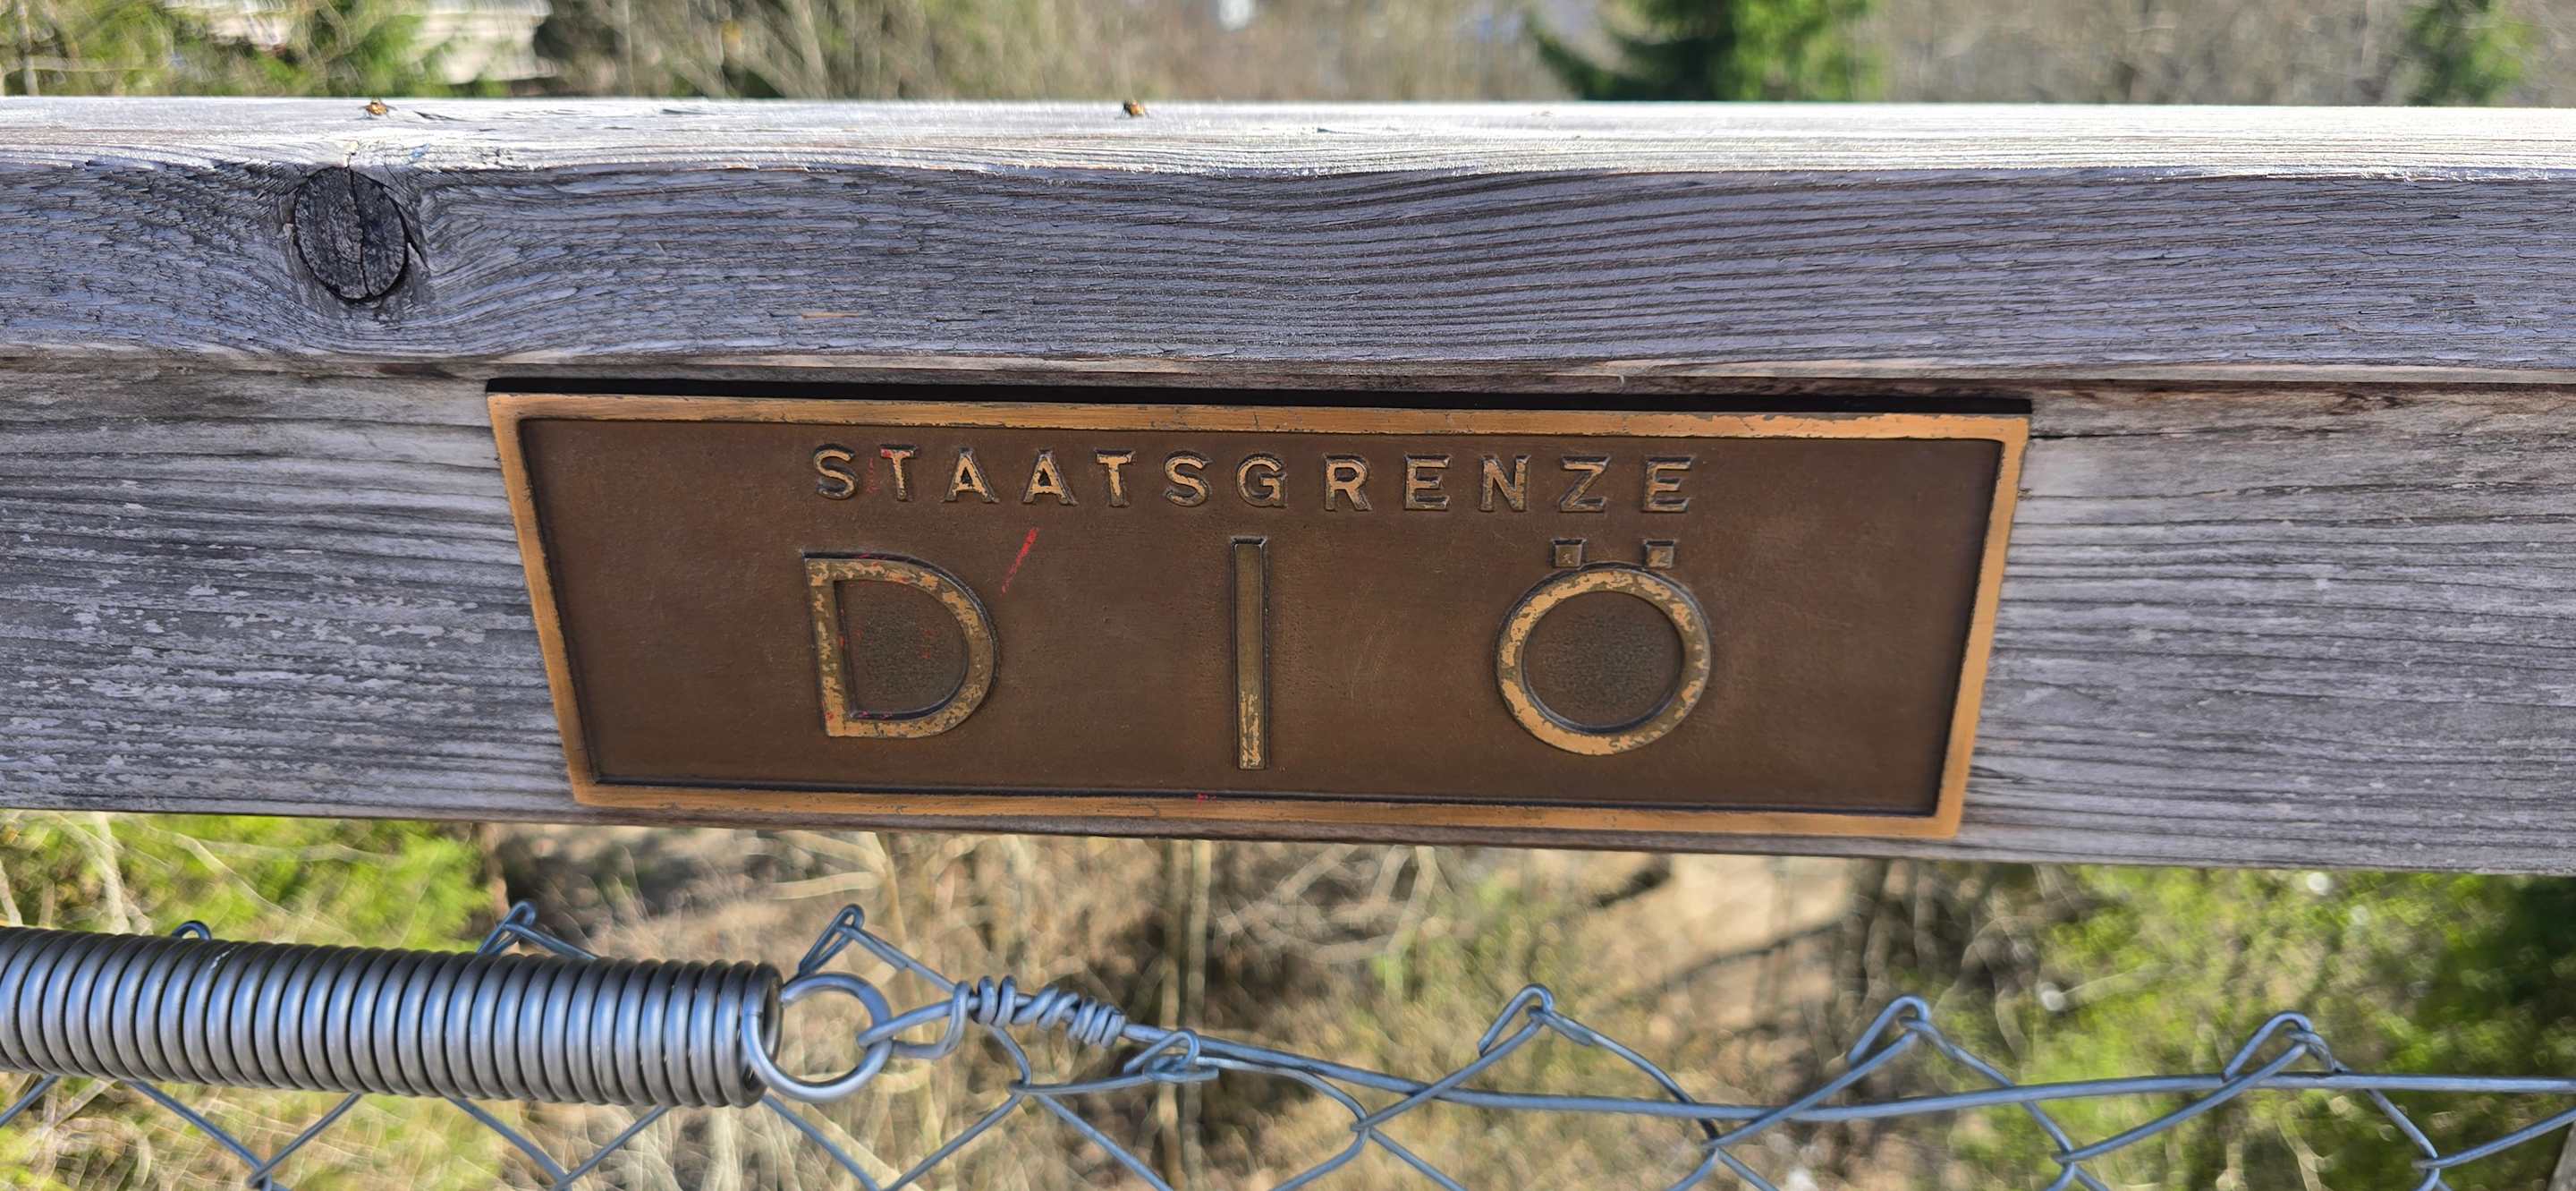 STAATSGRENZE
D | Ö